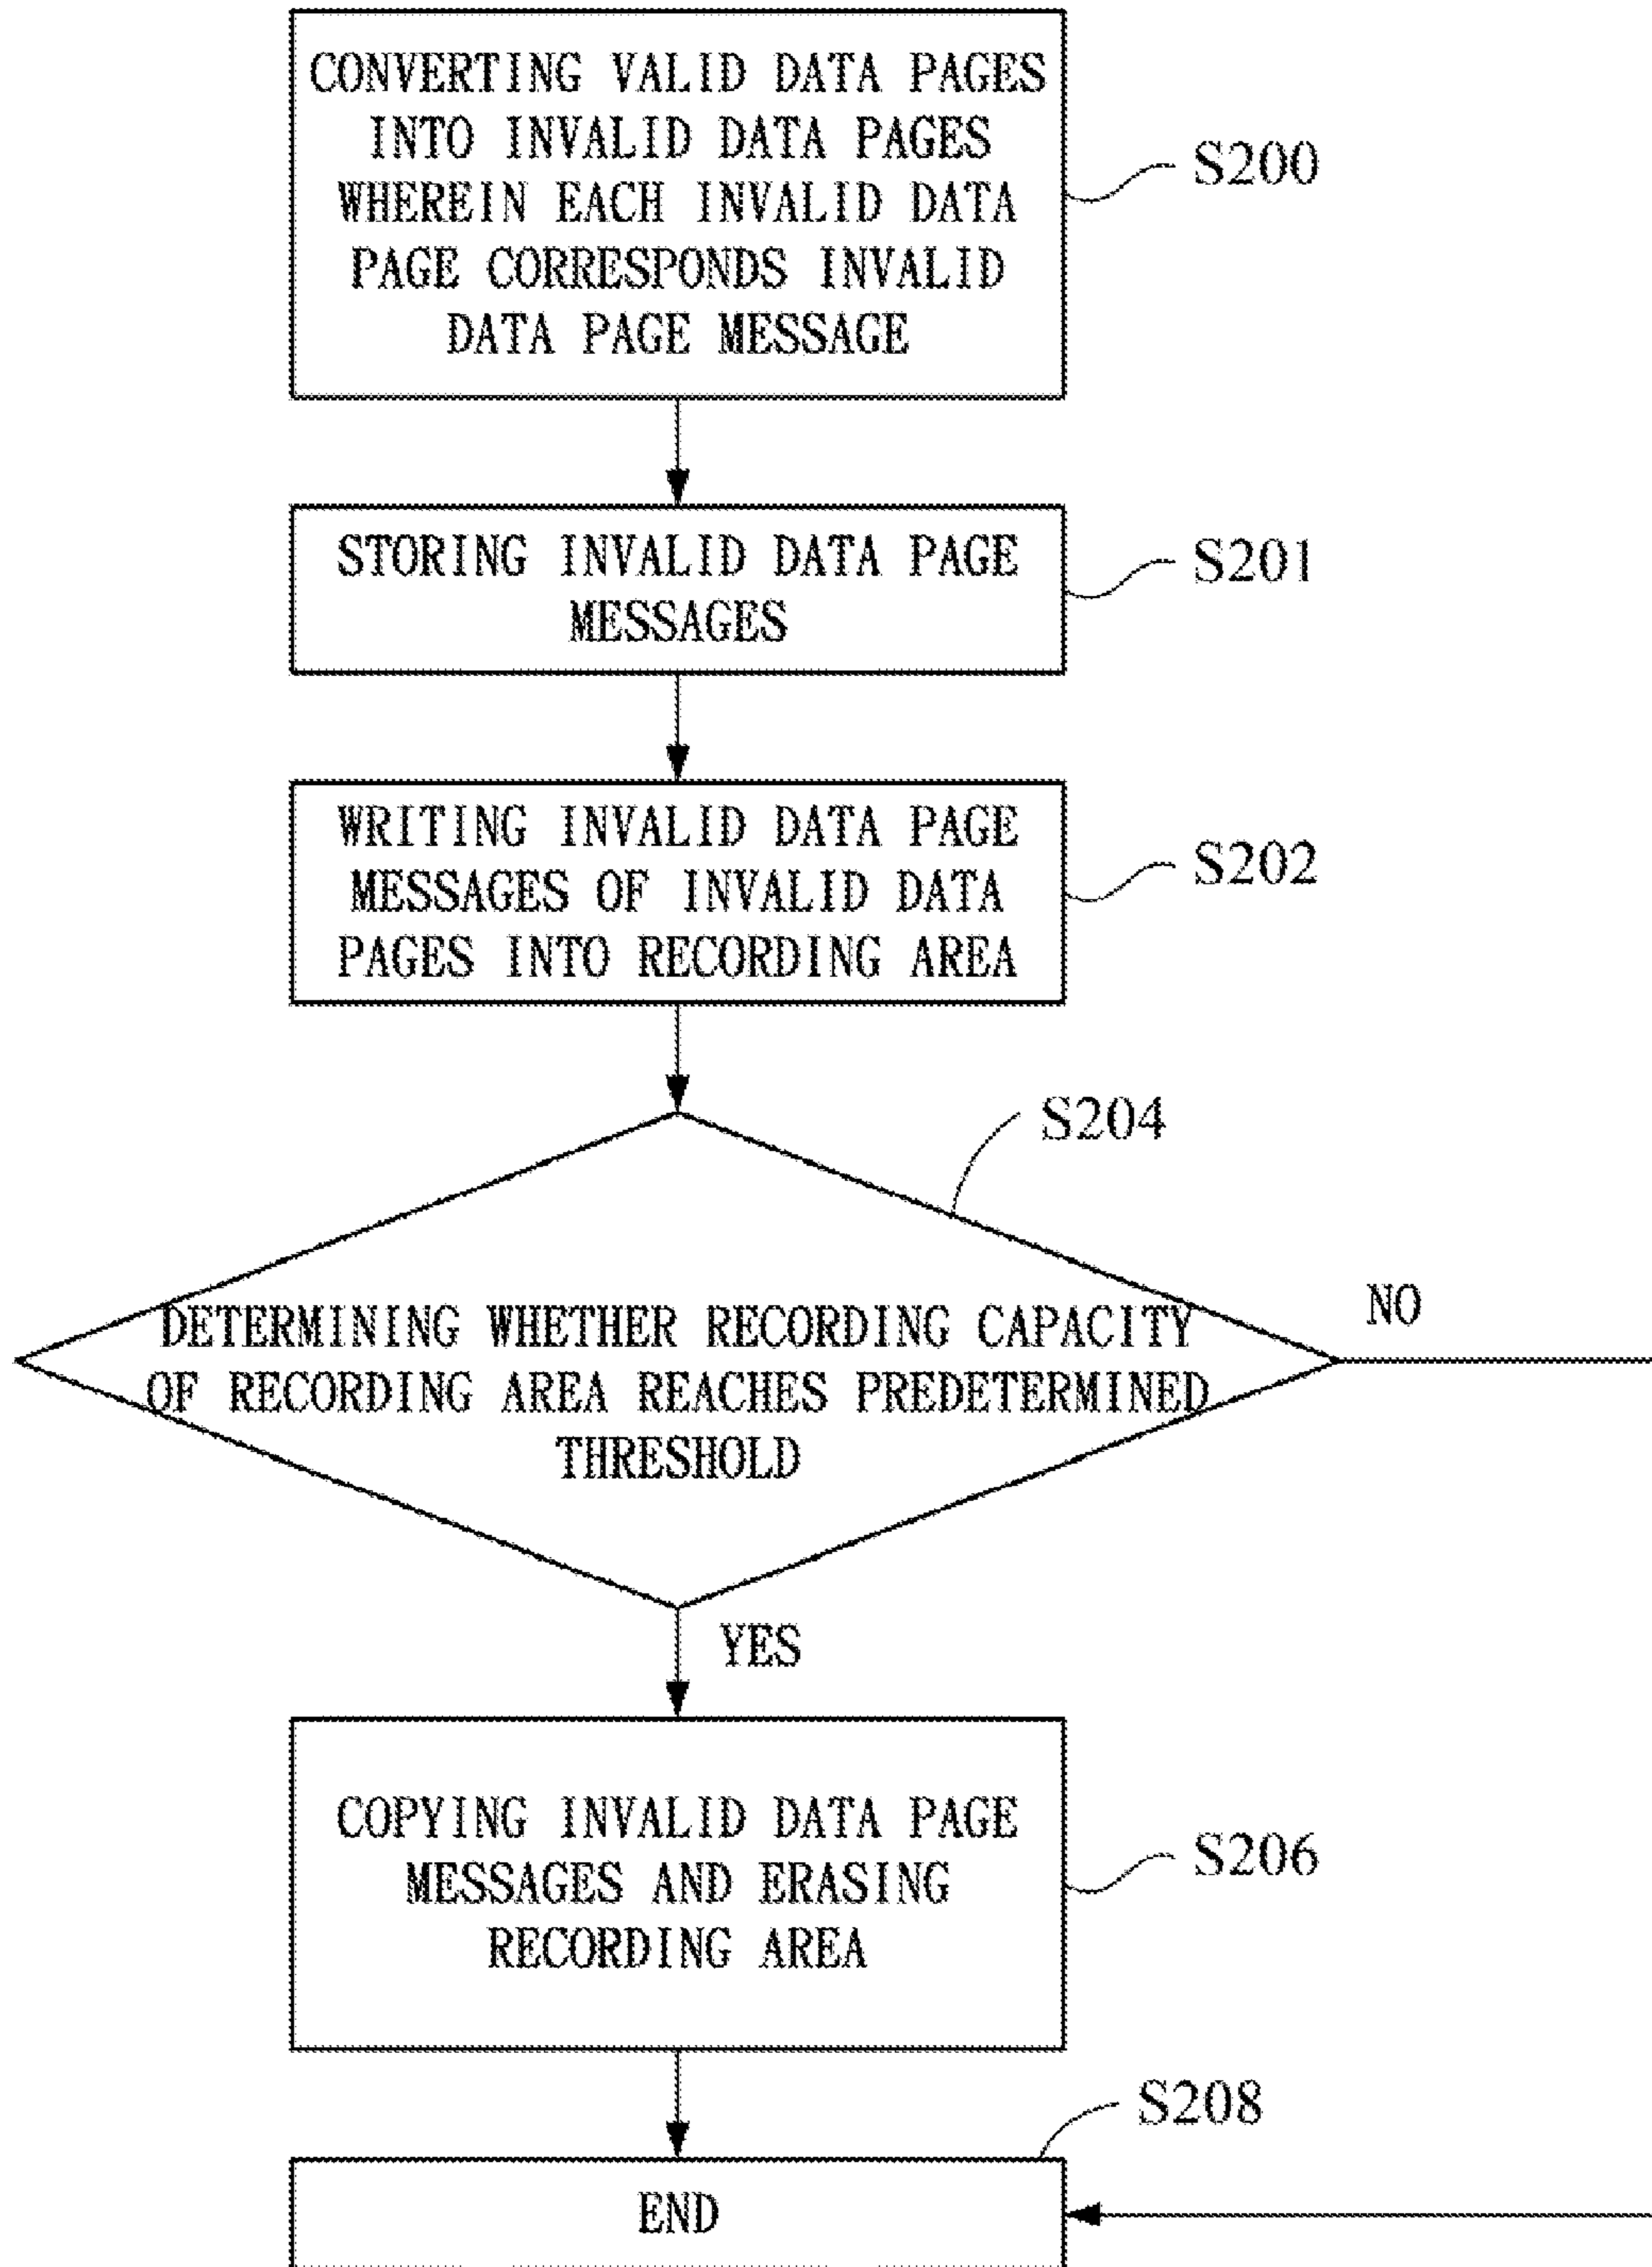 CONVERTING VALID DATA PAGES
INTO INVALID DATA PAGES
WHEREIN EACH INVALID DATA
PAGE CORRESPONDS INVALID
DATA PAGE MESSAGE
S200
STORING INVALID DATA PAGE
MESSAGES
S201
WRITING INVALID DATA PAGE
MESSAGES OF INVALID DATA
PAGES INTO RECORDING AREA
S202
S204
DETERMINING WHETHER RECORDING CAPACITY
OF RECORDING AREA REACHES PREDETERMINED
THRESHOLD
NO
YES
COPYING INVALID DATA PAGE
MESSAGES AND ERASING
RECORDING AREA
S206
S208
END